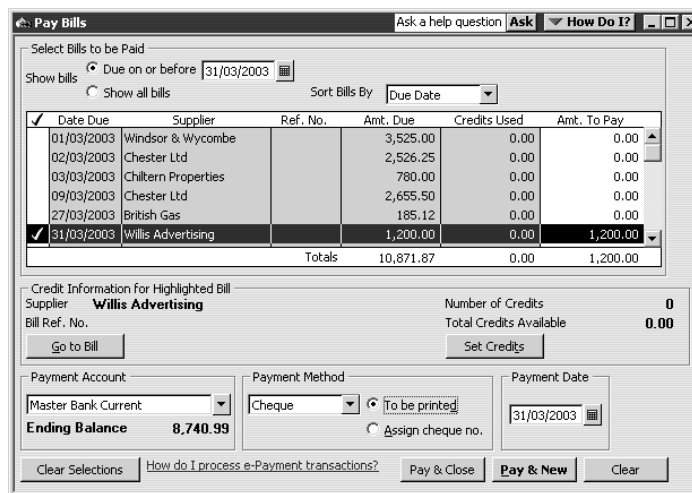 Pay Bills Ask a help question Ask How Do I?
Select Bills to be Paid
Show bills Due on or before 31/03/2003
Show all bills Sort Bills By Due Date
✓ Date Due Supplier Ref. No. Amt. Due Credits Used Amt. To Pay
01/03/2003 Windsor & Wycombe 3,525.00 0.00 0.00
02/03/2003 Chester Ltd 2,526.25 0.00 0.00
03/03/2003 Chiltern Properties 780.00 0.00 0.00
09/03/2003 Chester Ltd 2,655.50 0.00 0.00
27/03/2003 British Gas 185.12 0.00 0.00
✓ 31/03/2003 Willis Advertising 1,200.00 0.00 1,200.00
Totals 10,871.87 0.00 1,200.00
Credit Information for Highlighted Bill
Supplier Willis Advertising Number of Credits 0
Bill Ref. No. Total Credits Available 0.00
Go to Bill Set Credits
Payment Account Payment Method Payment Date
Master Bank Current Cheque To be printed 31/03/2003
Ending Balance 8,740.99 Assign cheque no.
Clear Selections How do I process e-Payment transactions? Pay & Close Pay & New Clear